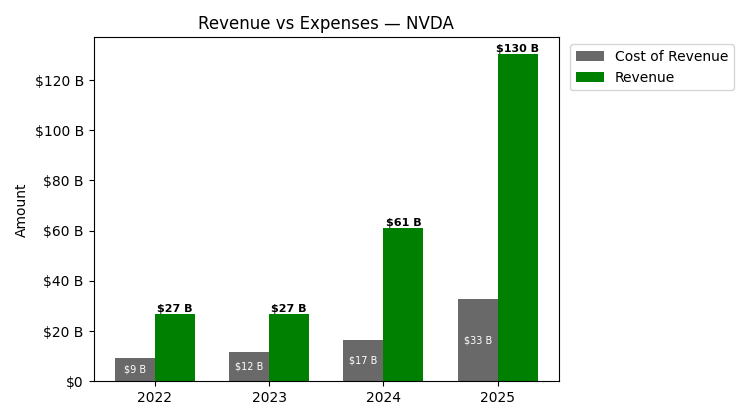 Revenue vs Expenses — NVDA
Cost of Revenue
Revenue
Amount
$120 B
$100 B
$80 B
$60 B
$40 B
$20 B
$0
$9 B
$27 B
$12 B
$27 B
$17 B
$61 B
$33 B
$130 B
2022
2023
2024
2025